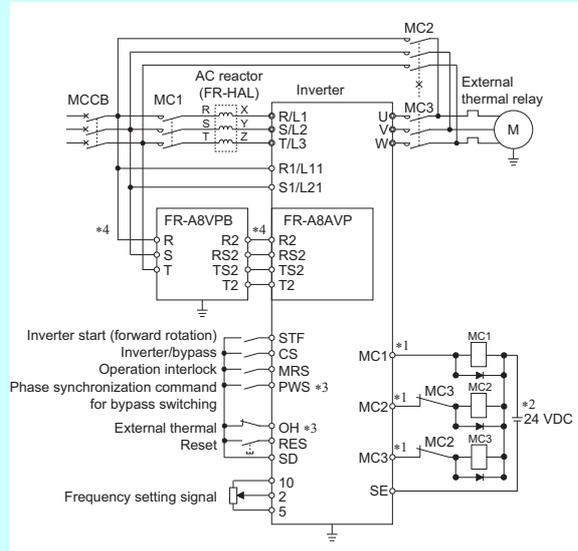 MC2
AC reactor
(FR-HAL)
Inverter
External
thermal relay
MCCB
MC1
MC3
R X
S Y
T Z
R/L1
S/L2
T/L3
U
V
W
M
R1/L11
S1/L21
FR-A8VPB
FR-A8AVP
*4
*4
R R2 R2
S RS2 RS2
T TS2 TS2
T2 T2
Inverter start (forward rotation) STF
Inverter/bypass CS
Operation interlock MRS
Phase synchronization command PWS *3
for bypass switching
External thermal OH *3
Reset RES
SD
10
Frequency setting signal 2
5
MC1 *1 MC1
MC2 *1 MC3 MC2
*2
24 VDC
MC3 *1 MC2 MC3
SE